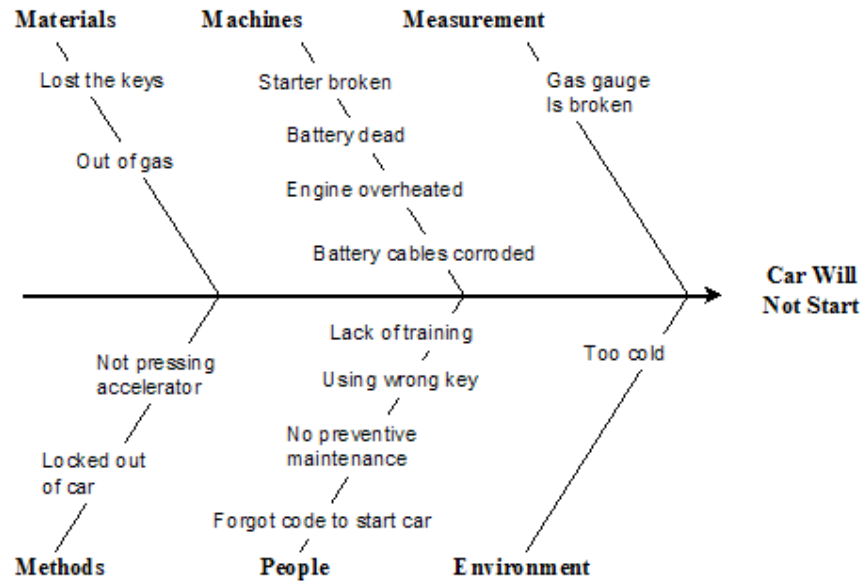 Materials
Machines
Measurement
Lost the keys
Out of gas
Starter broken
Battery dead
Engine overheated
Battery cables corroded
Gas gauge
Is broken
Car Will
Not Start
Not pressing
accelerator
Locked out
of car
Lack of training
Using wrong key
No preventive
maintenance
Forgot code to start car
Too cold
Methods
People
Environment